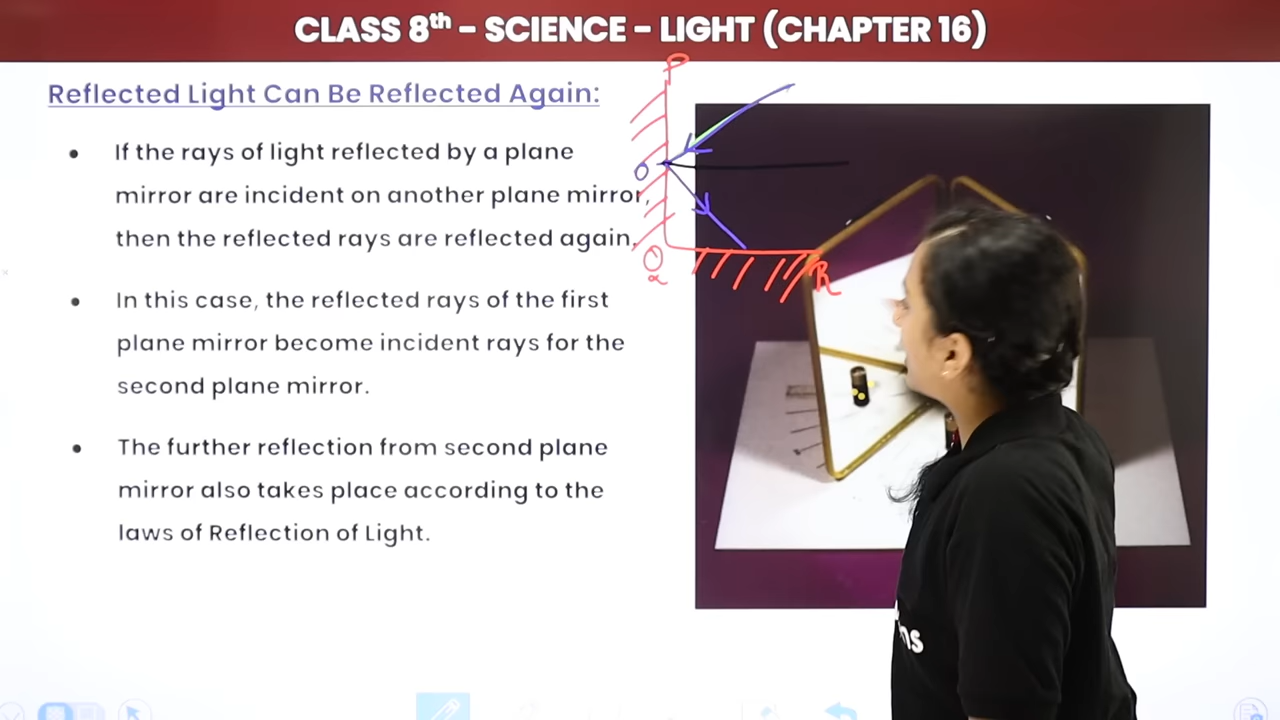 CLASS 8th - SCIENCE - LIGHT (CHAPTER 16)
Reflected Light Can Be Reflected Again:
• If the rays of light reflected by a plane
mirror are incident on another plane mirror,
then the reflected rays are reflected again.
• In this case, the reflected rays of the first
plane mirror become incident rays for the
second plane mirror.
• The further reflection from second plane
mirror also takes place according to the
laws of Reflection of Light.
P
O
R
ns